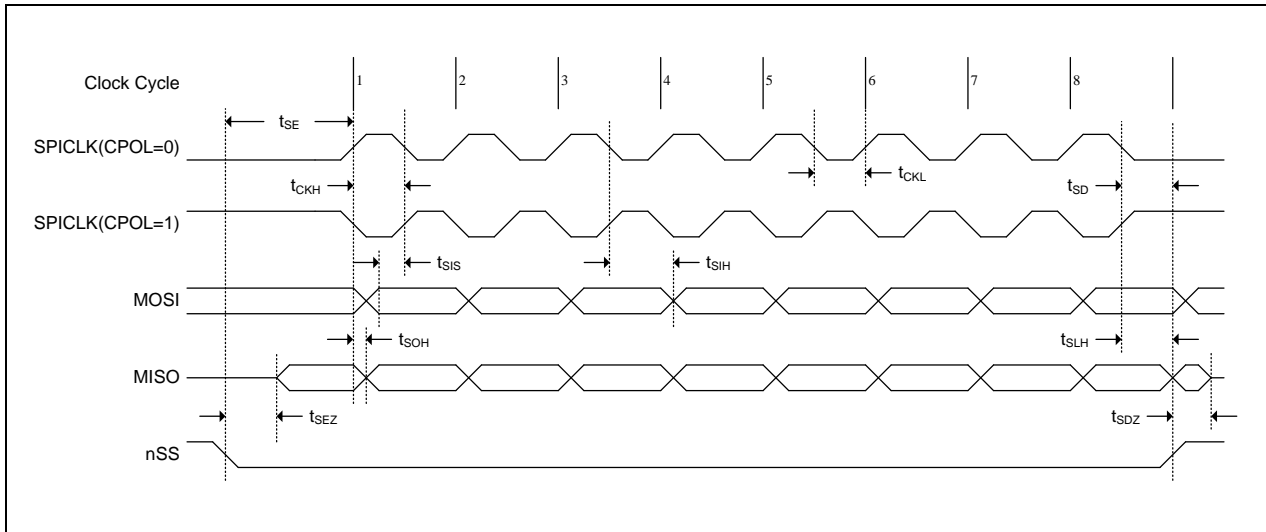 Clock Cycle 1 2 3 4 5 6 7 8
tSE
SPICLK(CPOL=0)
tCKH tCKL tSD
SPICLK(CPOL=1)
tSIS tSIH
MOSI
tSOH tSLH
MISO
tSEZ tSDZ
nSS